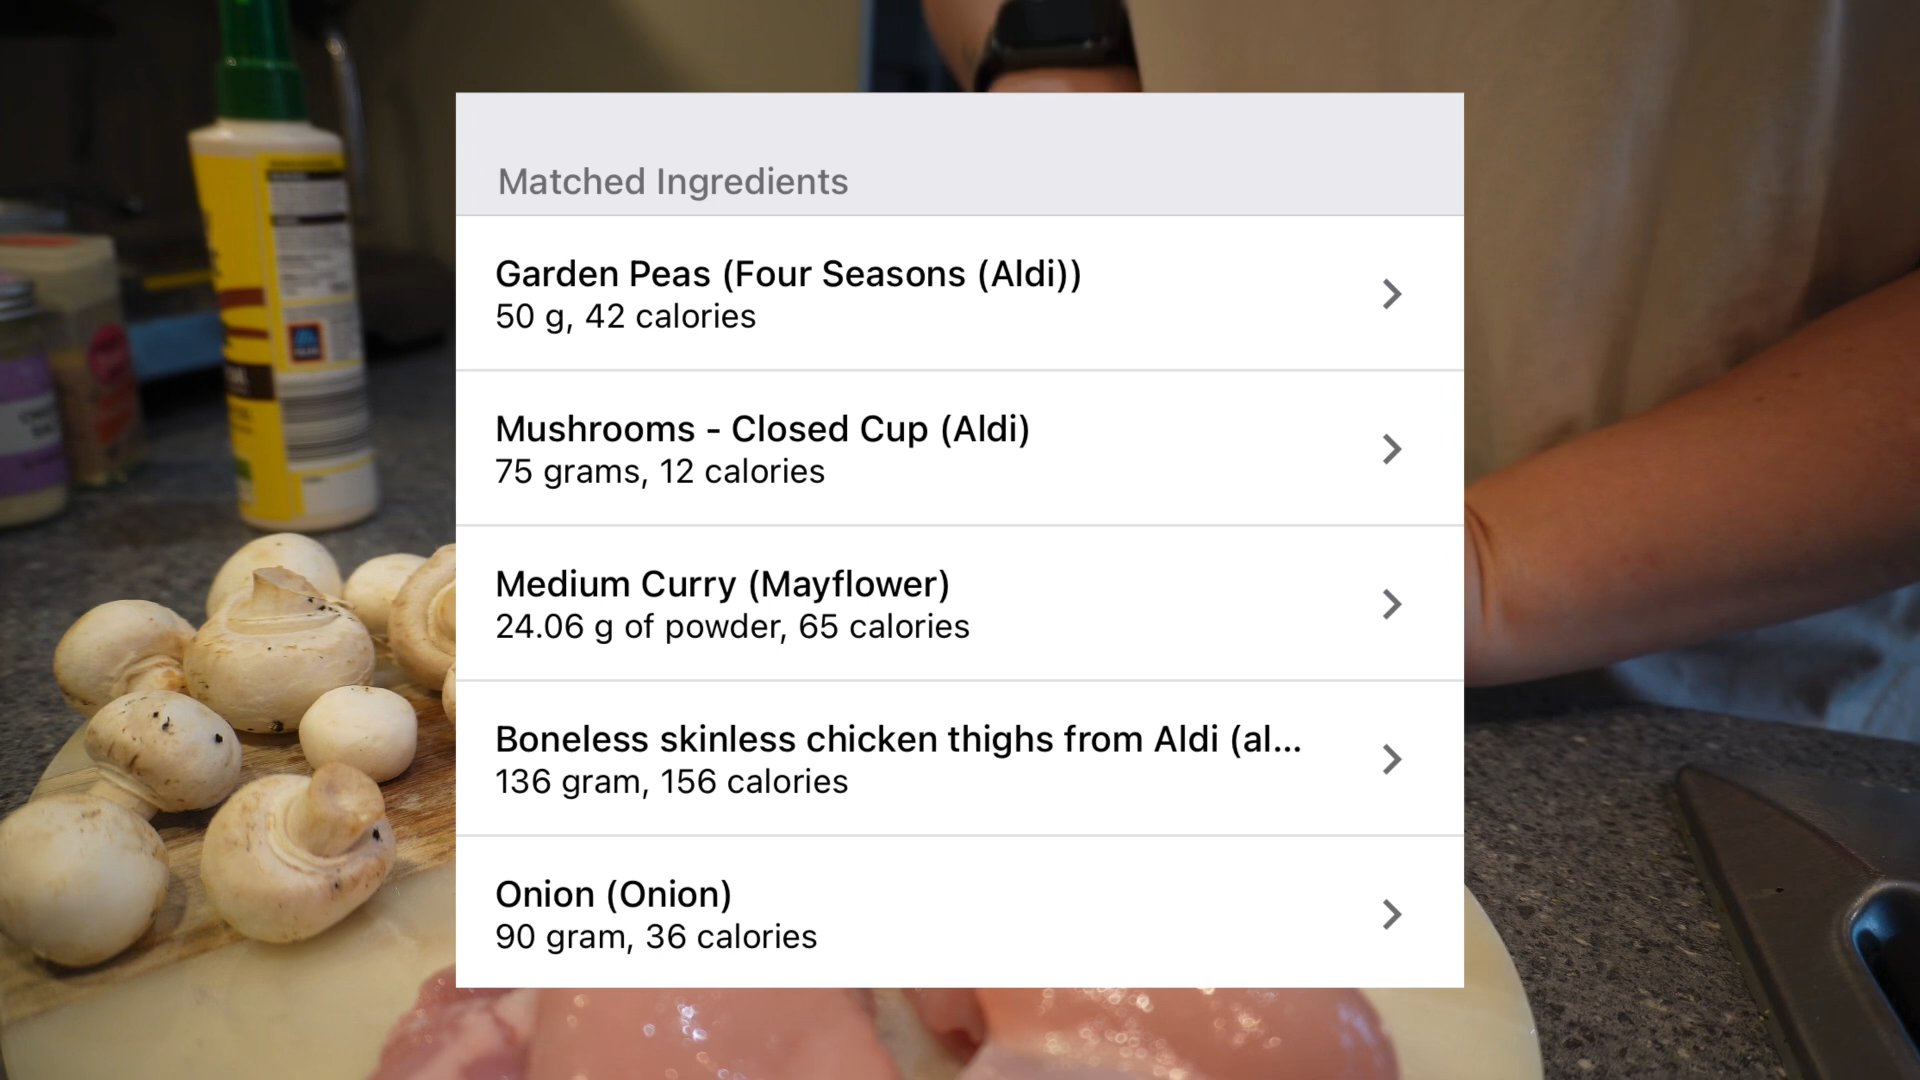 Matched Ingredients
Garden Peas (Four Seasons (Aldi))
50 g, 42 calories
Mushrooms - Closed Cup (Aldi)
75 grams, 12 calories
Medium Curry (Mayflower)
24.06 g of powder, 65 calories
Boneless skinless chicken thighs from Aldi (al...
136 gram, 156 calories
Onion (Onion)
90 gram, 36 calories